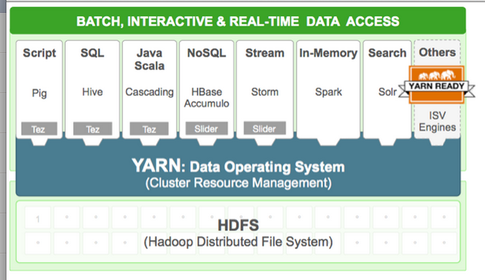 BATCH, INTERACTIVE & REAL-TIME DATA ACCESS
Script
SQL
Java
Scala
NoSQL
Stream
In-Memory
Search
Others
YARN READY
Pig
Hive
Cascading
HBase
Accumulo
Storm
Spark
Solr
ISV
Engines
Tez
Tez
Tez
Slider
Slider
YARN: Data Operating System
(Cluster Resource Management)
1
HDFS
(Hadoop Distributed File System)